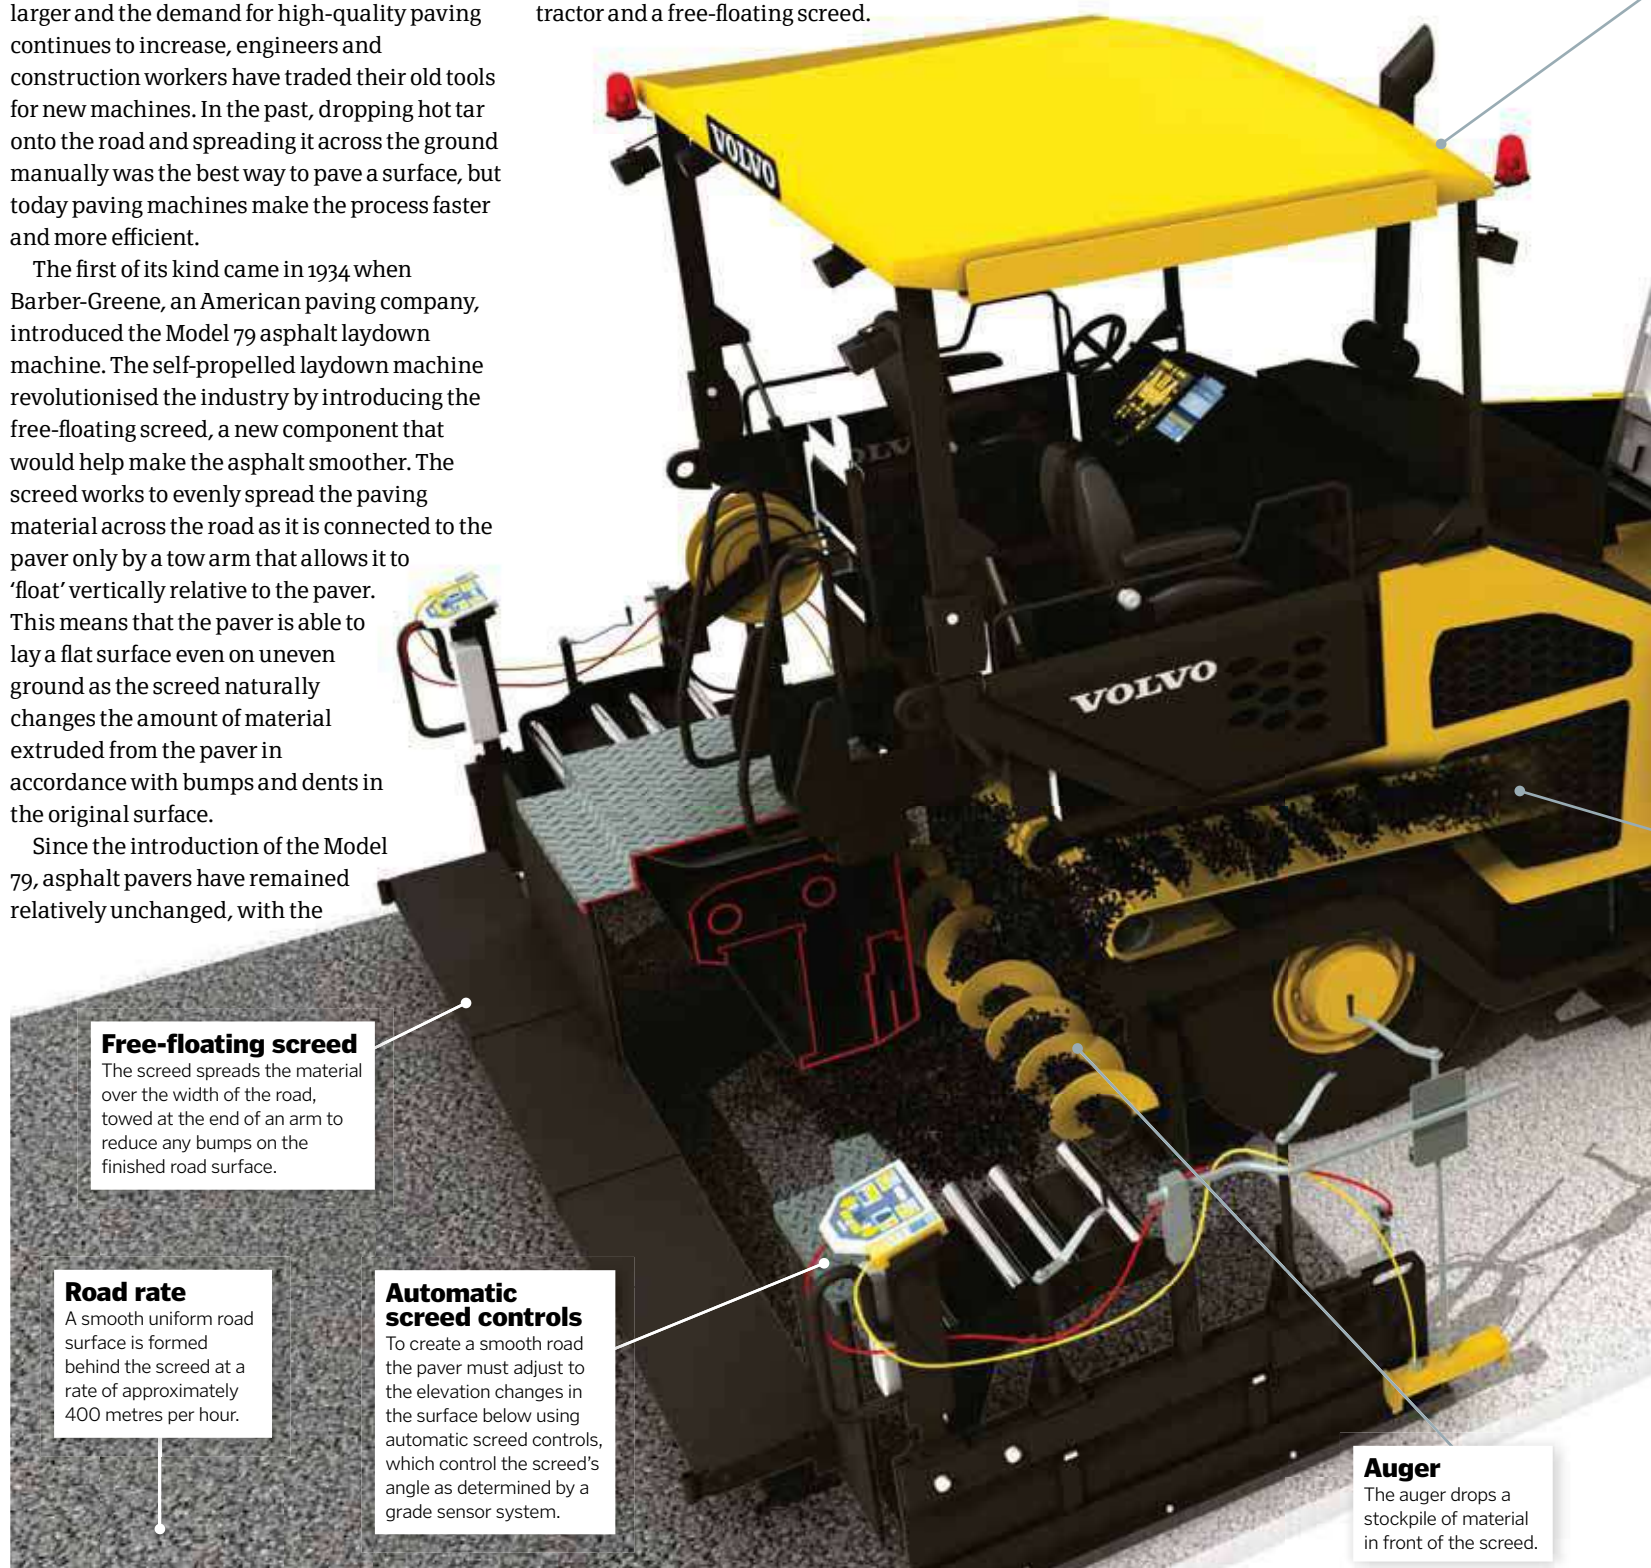 larger and the demand for high-quality paving
continues to increase, engineers and
construction workers have traded their old tools
for new machines. In the past, dropping hot tar
onto the road and spreading it across the ground
manually was the best way to pave a surface, but
today paving machines make the process faster
and more efficient.
The first of its kind came in 1934 when
Barber-Greene, an American paving company,
introduced the Model 79 asphalt laydown
machine. The self-propelled laydown machine
revolutionised the industry by introducing the
free-floating screed, a new component that
would help make the asphalt smoother. The
screed works to evenly spread the paving
material across the road as it is connected to the
paver only by a tow arm that allows it to
‘float’ vertically relative to the paver.
This means that the paver is able to
lay a flat surface even on uneven
ground as the screed naturally
changes the amount of material
extruded from the paver in
accordance with bumps and dents in
the original surface.
Since the introduction of the Model
79, asphalt pavers have remained
relatively unchanged, with the
tractor and a free-floating screed.
VOLVO
VOLVO
Free-floating screed
The screed spreads the material
over the width of the road,
towed at the end of an arm to
reduce any bumps on the
finished road surface.
Road rate
A smooth uniform road
surface is formed
behind the screed at a
rate of approximately
400 metres per hour.
Automatic
screed controls
To create a smooth road
the paver must adjust to
the elevation changes in
the surface below using
automatic screed controls,
which control the screed’s
angle as determined by a
grade sensor system.
Auger
The auger drops a
stockpile of material
in front of the screed.